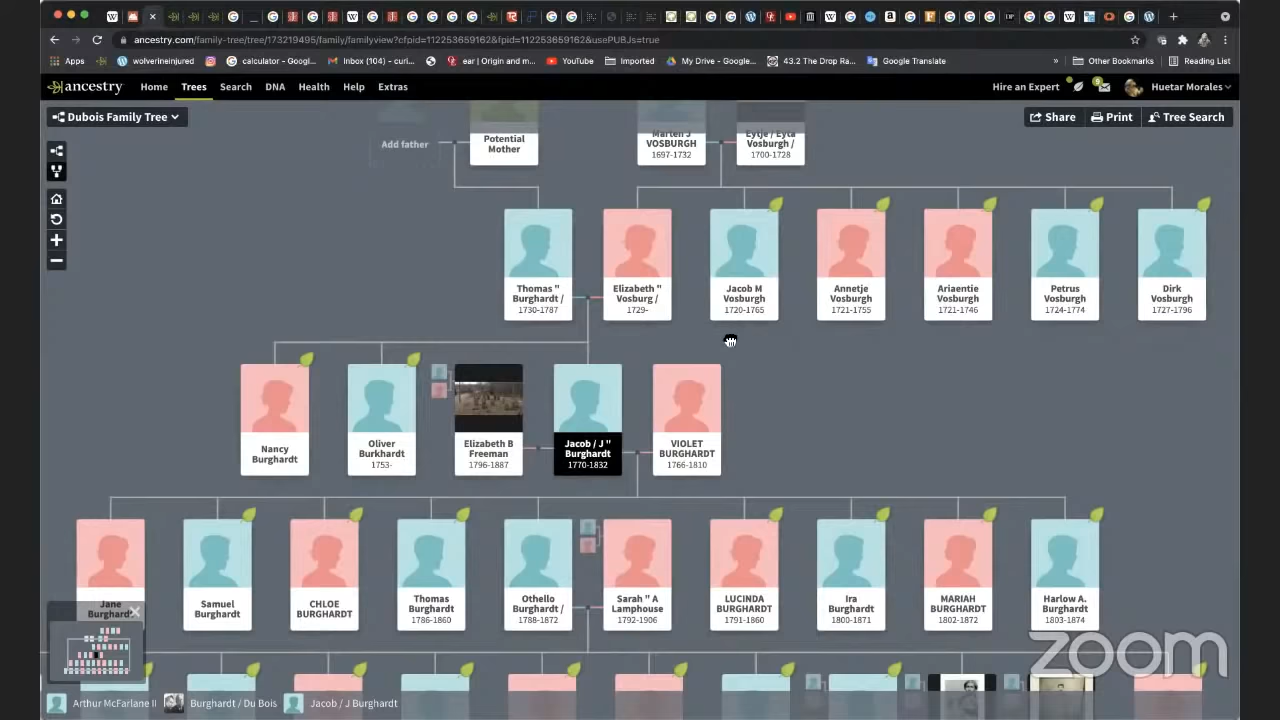 ancestry.com/family-tree/tree/173219495/family/familyview?cfpid=112253659162&fpid=112253659162&usePUBJs=true
Apps YouTube wolverineinjured calculator - Googl... Inbox (104) - curi... ear | Origin and m... YouTube Imported My Drive - Google... 43.2 The Drop Ra... Google Translate » Other Bookmarks Reading List
ancestry Home Trees Search DNA Health Help Extras Hire an Expert 9 Huetar Morales
Dubois Family Tree Share Print Tree Search
Add father
Potential
Mother
Marten J
VOSBURGH
1697-1732
Eytje / Eyta
Vosburgh /
1700-1728
Thomas "
Burghardt /
1730-1787
Elizabeth "
Vosburg /
1729-
Jacob M
Vosburgh
1720-1765
Annetje
Vosburgh
1721-1755
Ariaentie
Vosburgh
1721-1746
Petrus
Vosburgh
1724-1774
Dirk
Vosburgh
1727-1796
Nancy
Burghardt
Oliver
Burkhardt
1753-
Elizabeth B
Freeman
1796-1887
Jacob / J "
Burghardt
1770-1832
VIOLET
BURGHARDT
1766-1810
Jane
Burghardt
Samuel
Burghardt
CHLOE
BURGHARDT
Thomas
Burghardt
1786-1860
Othello
Burghardt /
1788-1872
Sarah " A
Lamphouse
1792-1906
LUCINDA
BURGHARDT
1791-1860
Ira
Burghardt
1800-1871
MARIAH
BURGHARDT
1802-1872
Harlow A.
Burghardt
1803-1874
Arthur McFarlane II Burghardt / Du Bois Jacob / J Burghardt
zoom